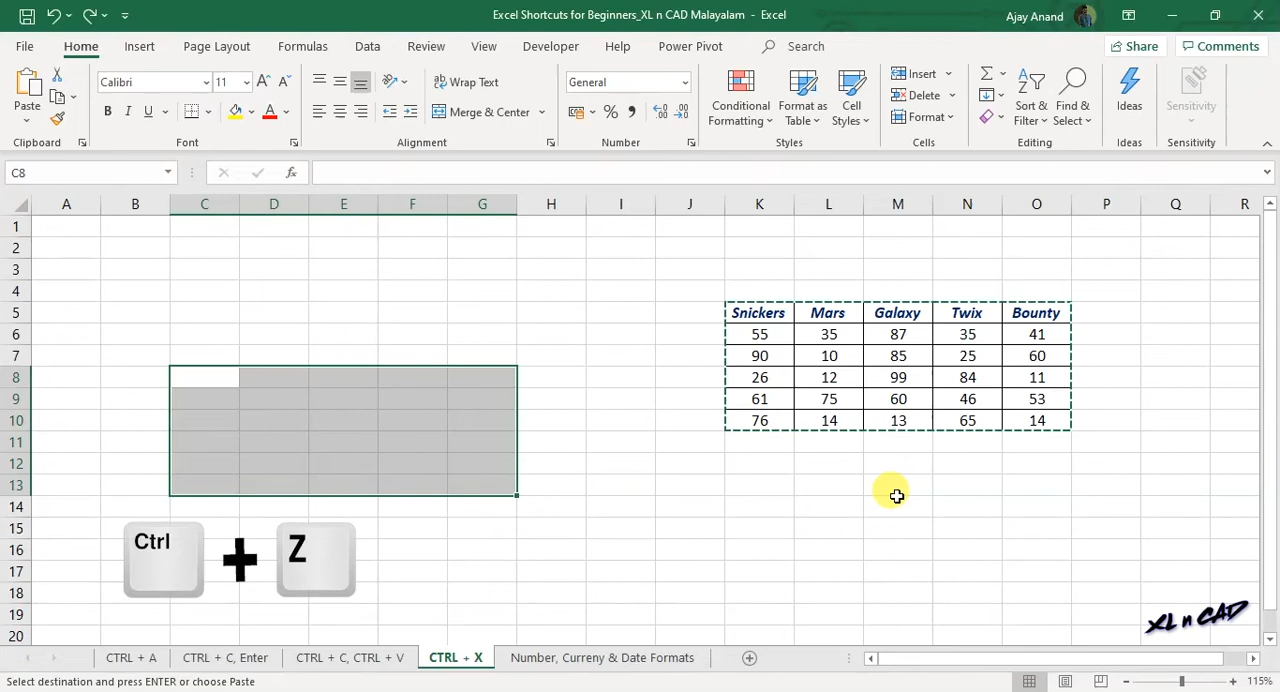 Excel Shortcuts for Beginners_XL n CAD Malayalam - Excel
Ajay Anand
File Home Insert Page Layout Formulas Data Review View Developer Help Power Pivot Search Share Comments
Paste
Calibri 11 A A
B I U A
Wrap Text
Merge & Center
General
% ,
Conditional Formatting
Format as Table
Cell Styles
Insert
Delete
Format
Sort & Filter
Find & Select
Ideas
Sensitivity
Clipboard Font Alignment Number Styles Cells Editing Ideas Sensitivity
C8 fx
A B C D E F G H I J K L M N O P Q R
1
2
3
4
5 Snickers Mars Galaxy Twix Bounty
6 55 35 87 35 41
7 90 10 85 25 60
8 26 12 99 84 11
9 61 75 60 46 53
10 76 14 13 65 14
11
12
13
14
15
16
17
18
19
20
Ctrl + Z
XL n CAD
CTRL + A CTRL + C, Enter CTRL + C, CTRL + V CTRL + X Number, Curreny & Date Formats
Select destination and press ENTER or choose Paste
115%